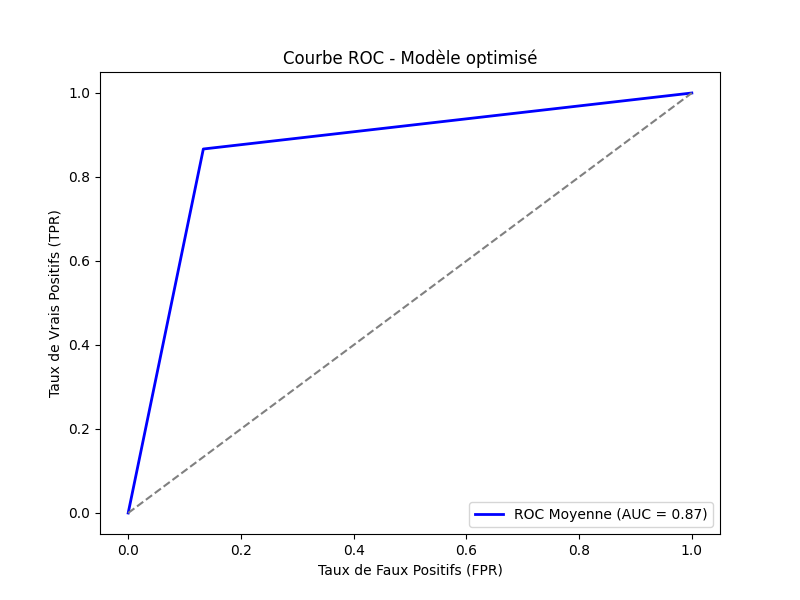 Courbe ROC - Modèle optimisé
1.0
0.8
0.6
0.4
0.2
0.0
Taux de Vrais Positifs (TPR)
ROC Moyenne (AUC = 0.87)
0.0 0.2 0.4 0.6 0.8 1.0
Taux de Faux Positifs (FPR)